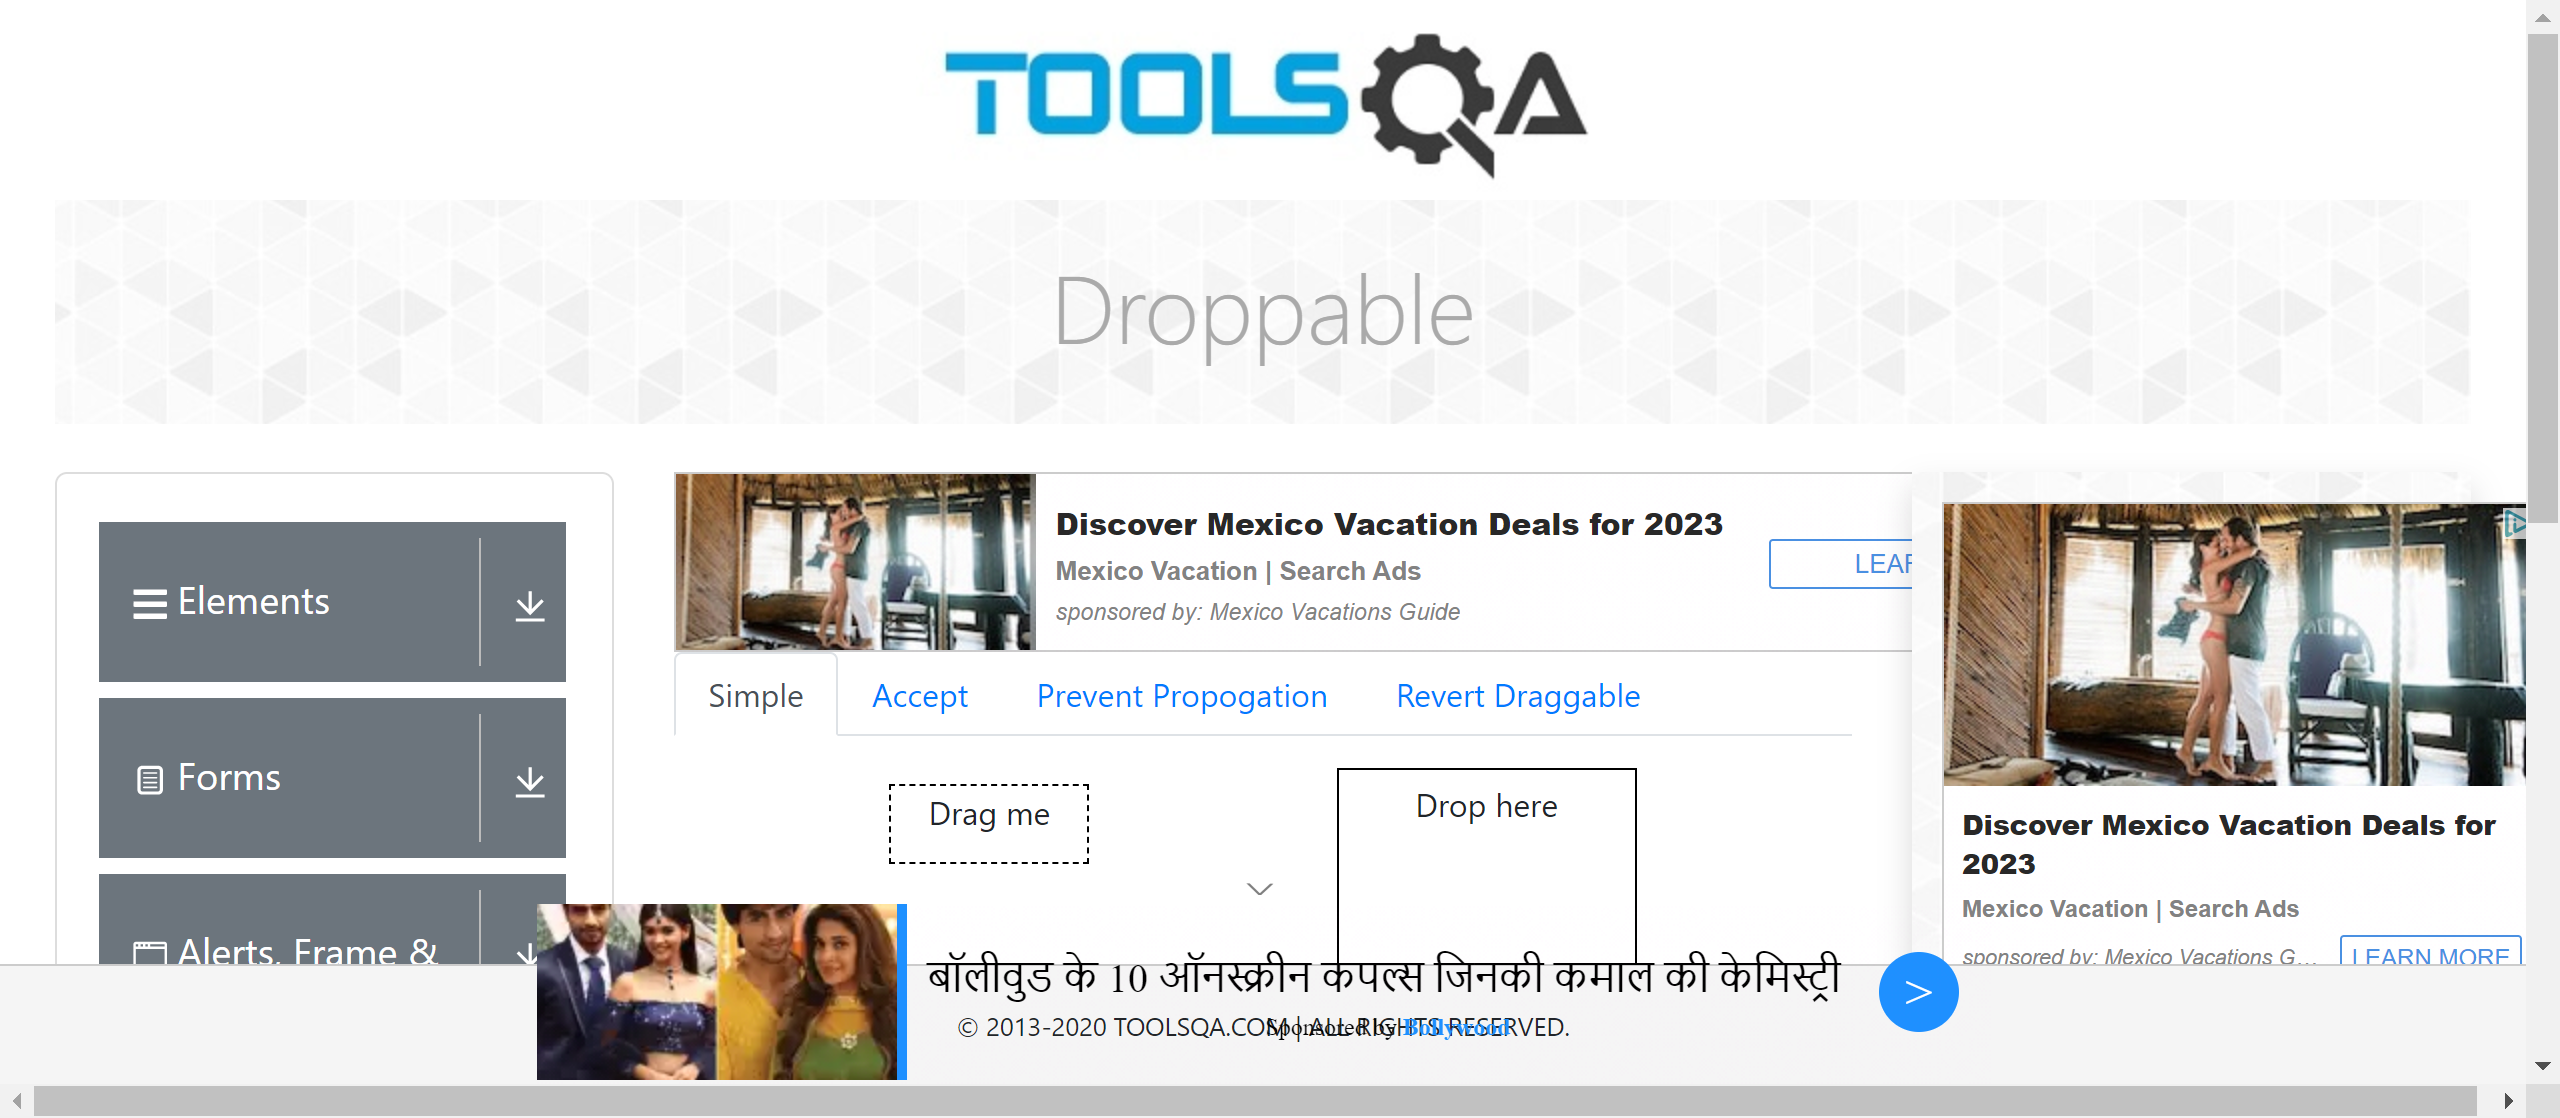 TOOLSQA
Droppable
Elements
Forms
Alerts, Frame &
Discover Mexico Vacation Deals for 2023
Mexico Vacation | Search Ads
sponsored by: Mexico Vacations Guide
LEAR
Simple
Accept
Prevent Propogation
Revert Draggable
Drag me
Drop here
Discover Mexico Vacation Deals for
2023
Mexico Vacation | Search Ads
sponsored by: Mexico Vacations G...
LEARN MORE
बॉलीवुड के 10 ऑनस्क्रीन कपल्स जिनकी कमाल की केमिस्ट्री
>
© 2013-2020 TOOLSQA.COM | ALL RIGHTS RESERVED.
Sponsored by Bollywood